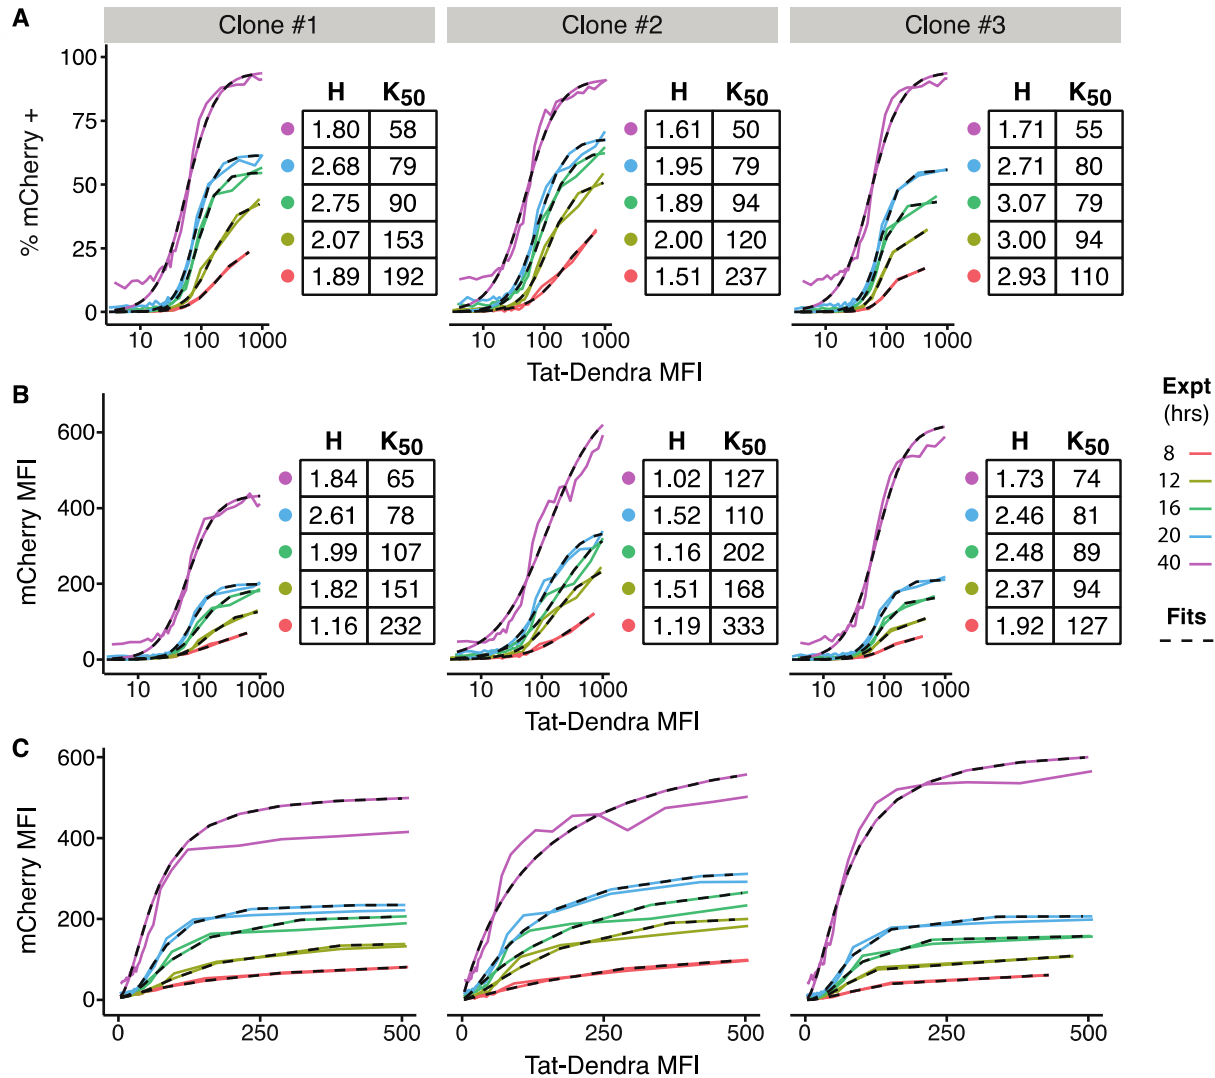 A
Clone #1 Clone #2 Clone #3
% mCherry +
100
75
50
25
0
H K50
1.80 58
2.68 79
2.75 90
2.07 153
1.89 192
H K50
1.61 50
1.95 79
1.89 94
2.00 120
1.51 237
H K50
1.71 55
2.71 80
3.07 79
3.00 94
2.93 110
10 100 1000 10 100 1000 10 100 1000
Tat-Dendra MFI
B
mCherry MFI
600
400
200
0
H K50
1.84 65
2.61 78
1.99 107
1.82 151
1.16 232
H K50
1.02 127
1.52 110
1.16 202
1.51 168
1.19 333
H K50
1.73 74
2.46 81
2.48 89
2.37 94
1.92 127
10 100 1000 10 100 1000 10 100 1000
Tat-Dendra MFI
Expt
(hrs)
8
12
16
20
40
Fits
C
mCherry MFI
600
400
200
0
0 250 500 0 250 500 0 250 500
Tat-Dendra MFI